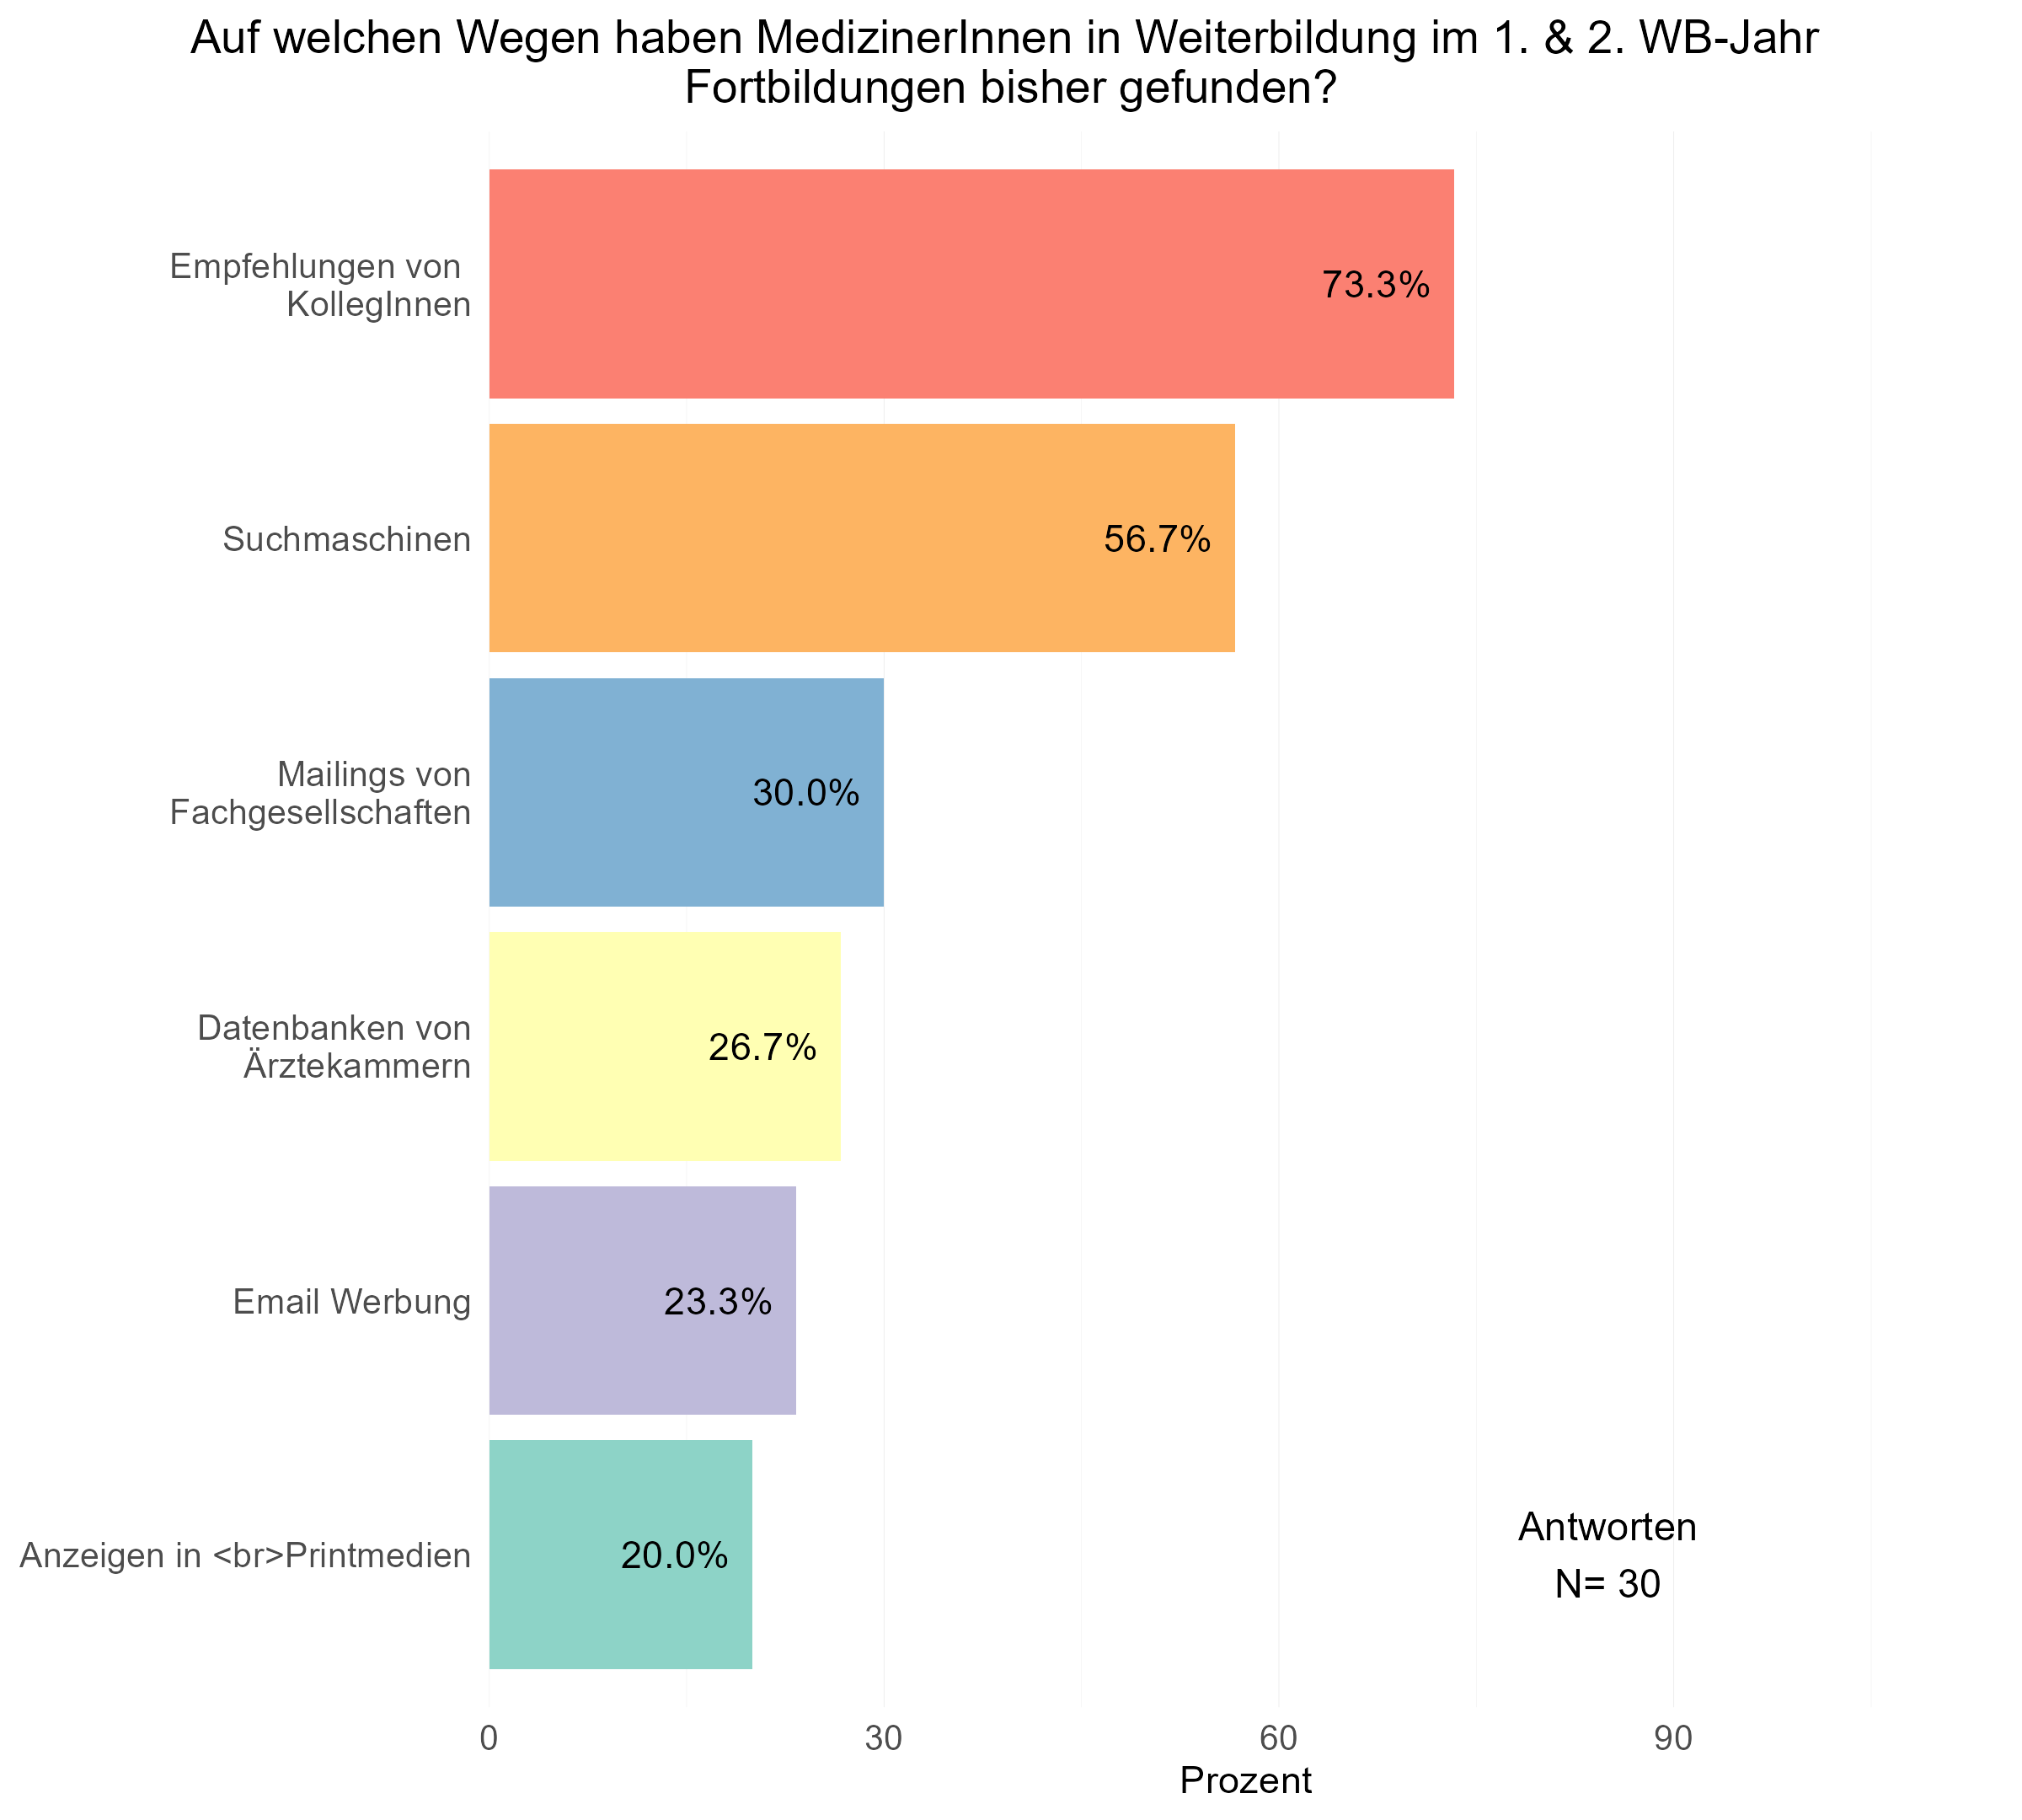 Auf welchen Wegen haben MedizinerInnen in Weiterbildung im 1. & 2. WB-Jahr
Fortbildungen bisher gefunden?
Empfehlungen von
KollegInnen
73.3%
Suchmaschinen
56.7%
Mailings von
Fachgesellschaften
30.0%
Datenbanken von
Ärztekammern
26.7%
Email Werbung
23.3%
Anzeigen in <br>Printmedien
20.0%
Antworten
N= 30
0
30
60
90
Prozent